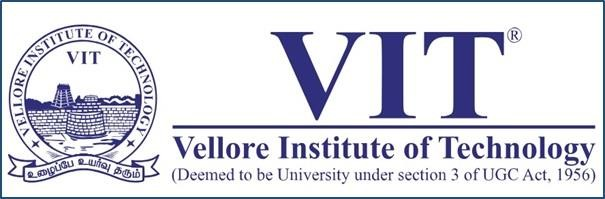 VELLORE INSTITUTE OF TECHNOLOGY
VIT
உழைப்பே உயர்வு தரும்
VIT®
Vellore Institute of Technology
(Deemed to be University under section 3 of UGC Act, 1956)